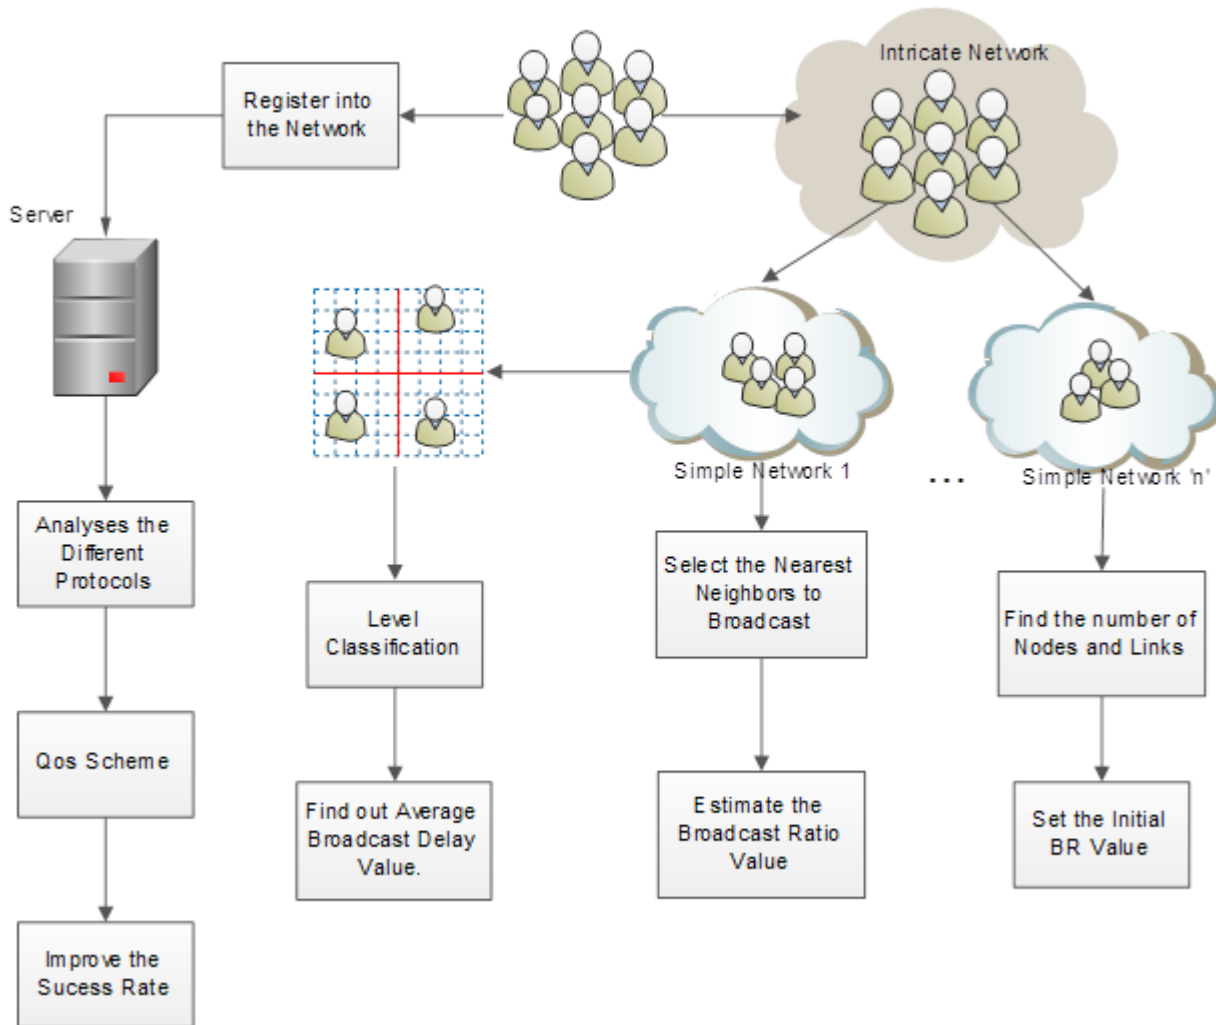 Intricate Network
Register into
the Network
Server
Simple Network 1
...
Simple Network 'n'
Analyses the
Different
Protocols
Select the Nearest
Neighbors to
Broadcast
Level
Classification
Find the number of
Nodes and Links
Qos Scheme
Find out Average
Broadcast Delay
Value.
Estimate the
Broadcast Ratio
Value
Set the Initial
BR Value
Improve the
Sucess Rate